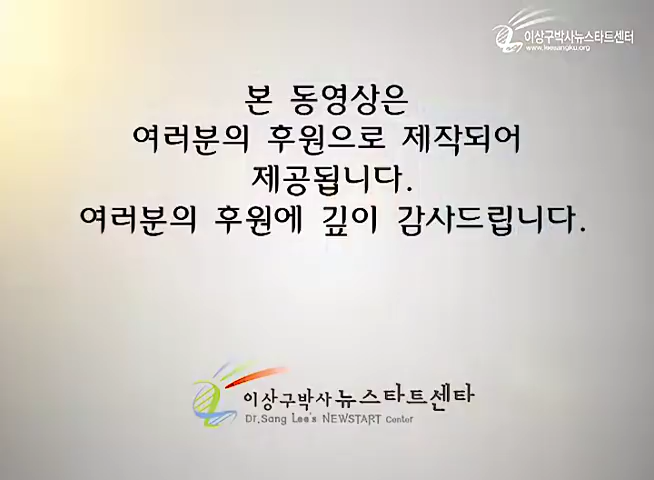 이상구박사뉴스타트센터
www.leesangku.org
본 동영상은
여러분의 후원으로 제작되어
제공됩니다.
여러분의 후원에 깊이 감사드립니다.
이상구박사뉴스타트센타
Dr.Sang Lee's NEWSTART Center